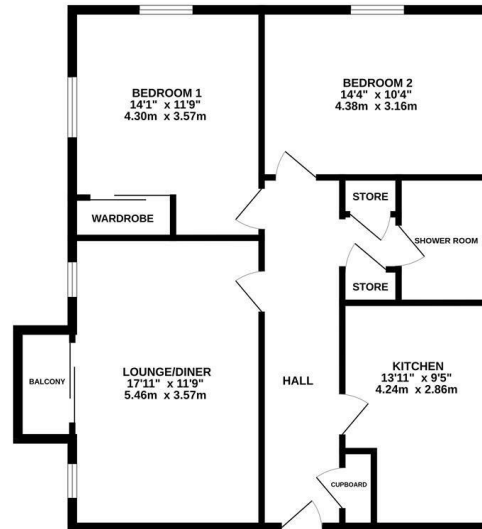 BEDROOM 1
14'1" x 11'9"
4.30m x 3.57m
BEDROOM 2
14'4" x 10'4"
4.38m x 3.16m
WARDROBE
STORE
SHOWER ROOM
STORE
BALCONY
LOUNGE/DINER
17'11" x 11'9"
5.46m x 3.57m
HALL
KITCHEN
13'11" x 9'5"
4.24m x 2.86m
CUPBOARD